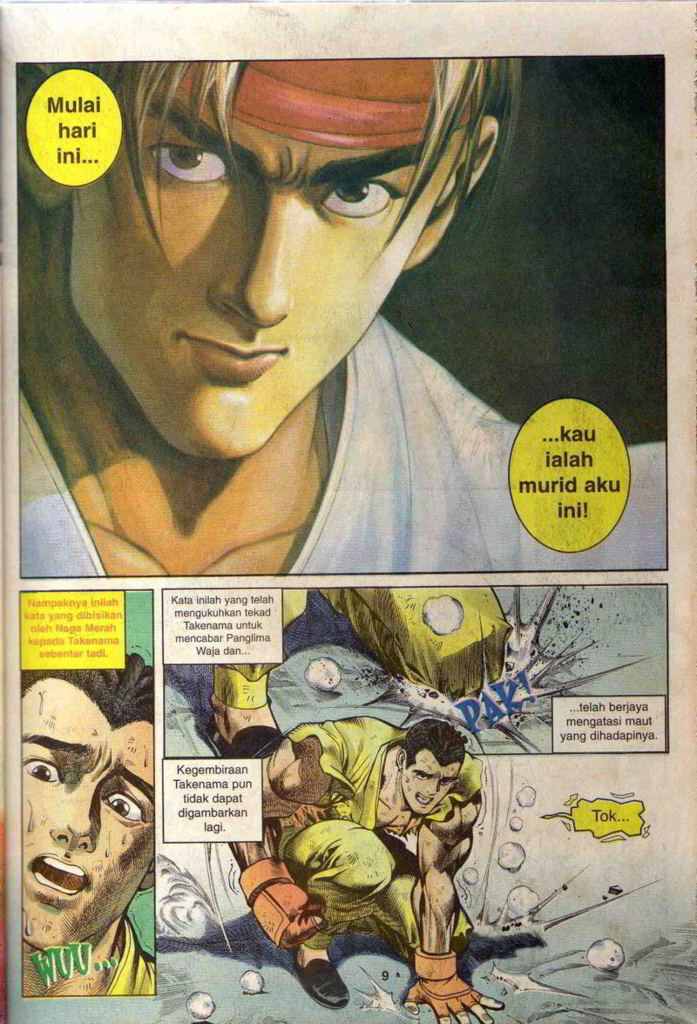 Mulai
hari
ini...
...kau
ialah
murid aku
ini!
Nampaknya inilah
kata yang dibisikan
oleh Naga Merah
kepada Takenama
sebentar tadi.
WUU...
Kata inilah yang telah
mengukuhkan tekad
Takenama untuk
mencabar Panglima
Waja dan...
PAK!
...telah berjaya
mengatasi maut
yang dihadapinya.
Kegembiraan
Takenama pun
tidak dapat
digambarkan
lagi.
Tok...
9